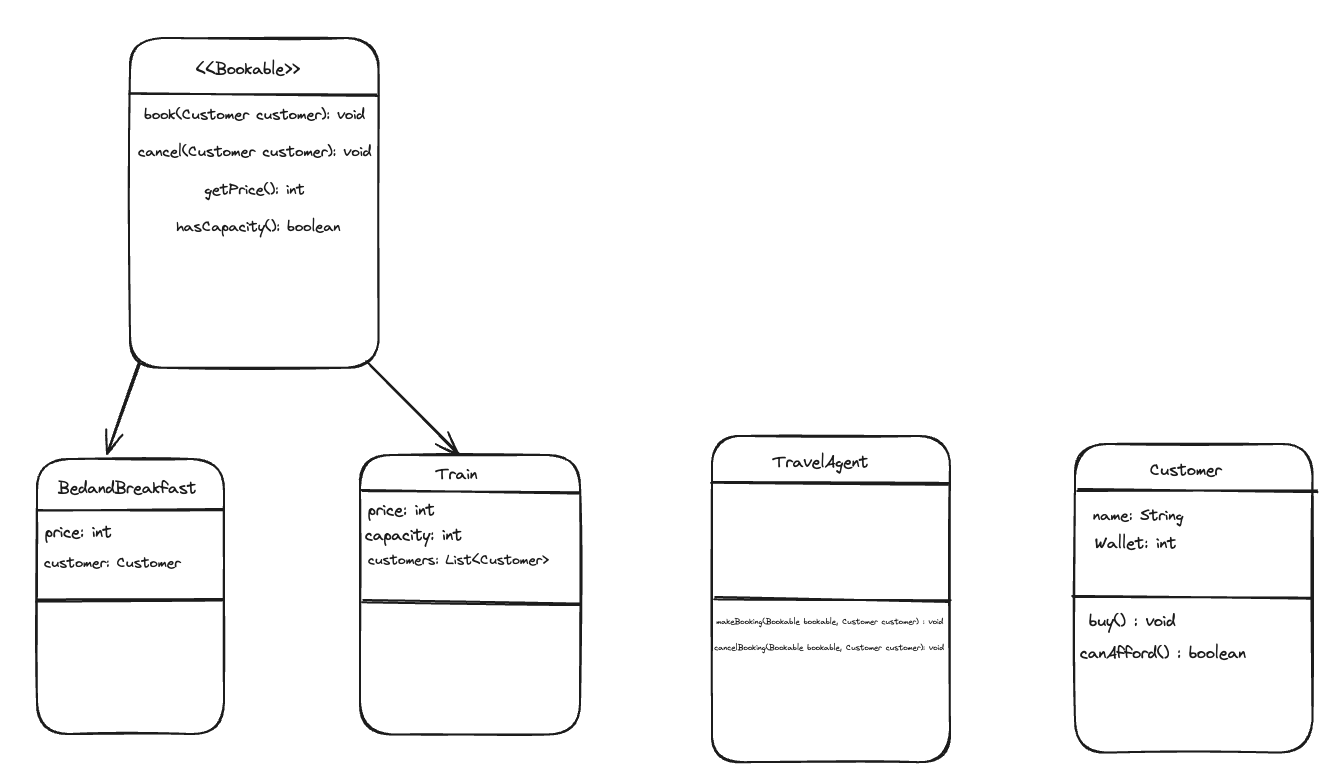 <<Bookable>>
book(Customer customer): void
cancel(Customer customer): void
getPrice(): int
hasCapacity(): boolean
BedandBreakfast
price: int
customer: Customer
Train
price: int
capacity: int
customers: List<Customer>
TravelAgent
makeBooking(Bookable bookable, Customer customer) : void
cancelBooking(Bookable bookable, Customer customer): void
Customer
name: String
Wallet: int
buy() : void
canAfford() : boolean